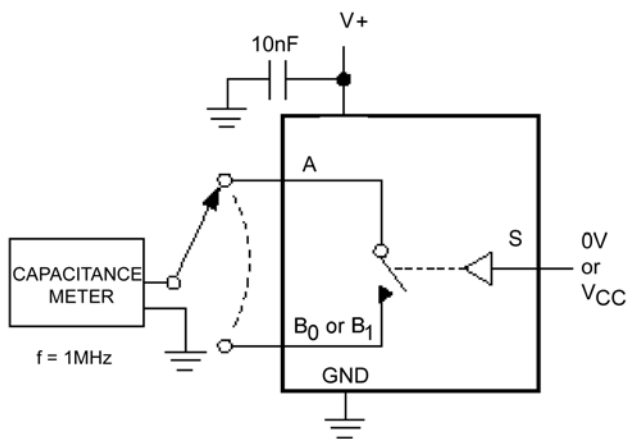 V+
10nF
A
S
0V
or
VCC
CAPACITANCE
METER
B0 or B1
f = 1MHz
GND